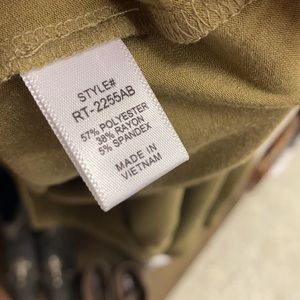 STYLE#
RT-2255AB
57% POLYESTER
38% RAYON
5% SPANDEX
MADE IN
VIETNAM